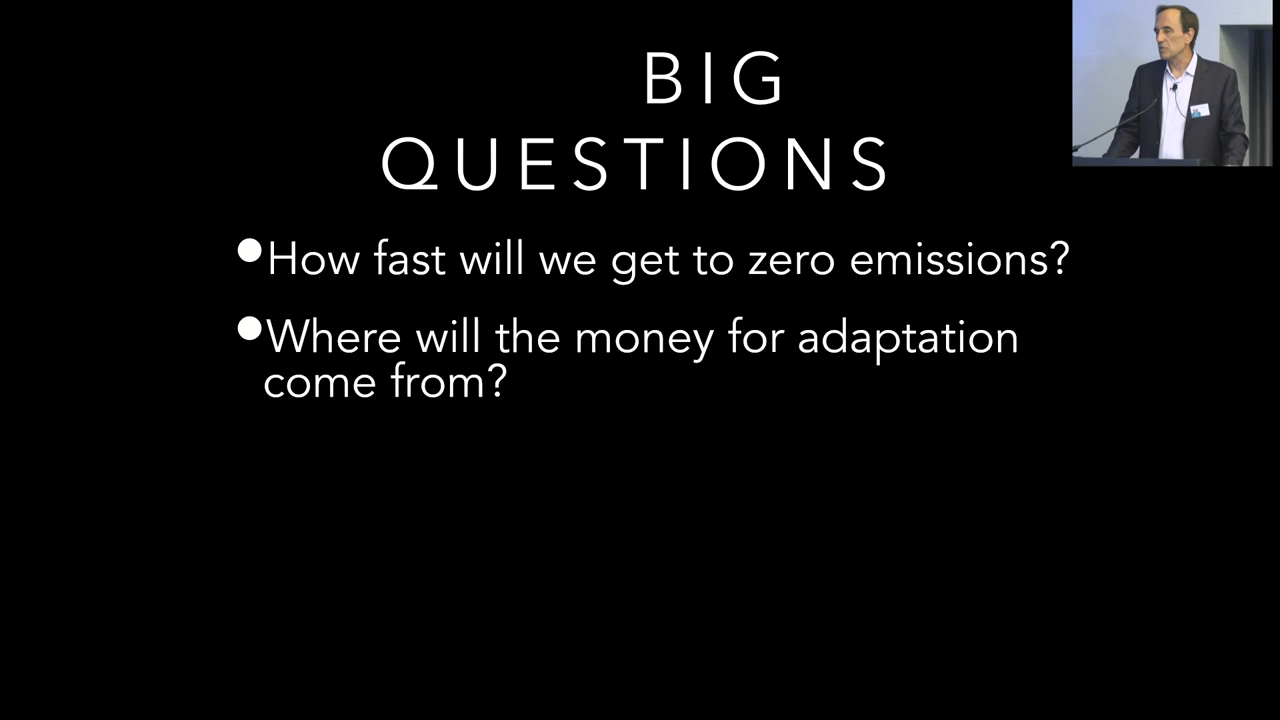 BIG
QUESTIONS
•How fast will we get to zero emissions?
•Where will the money for adaptation
come from?